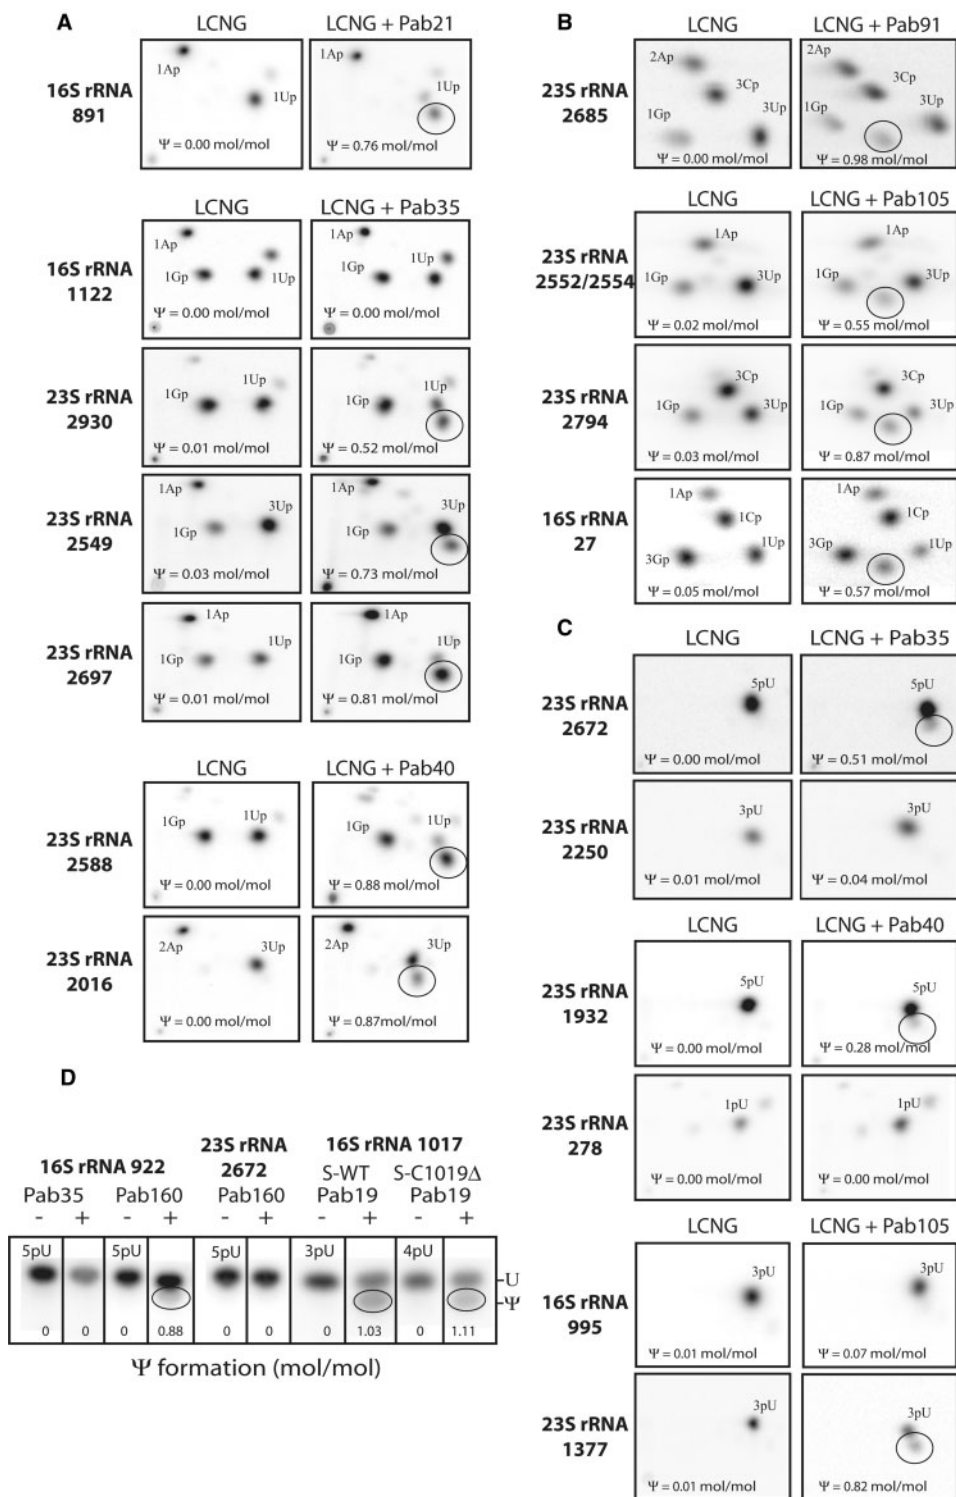 A
LCNG
LCNG + Pab21
16S rRNA
891
1Ap
1Up
Ψ = 0.00 mol/mol
1Ap
1Up
Ψ = 0.76 mol/mol
LCNG
LCNG + Pab35
16S rRNA
1122
1Ap
1Gp
1Up
Ψ = 0.00 mol/mol
1Ap
1Gp
1Up
Ψ = 0.00 mol/mol
23S rRNA
2930
1Up
1Gp
Ψ = 0.01 mol/mol
1Up
1Gp
Ψ = 0.52 mol/mol
23S rRNA
2549
1Ap
3Up
1Gp
Ψ = 0.03 mol/mol
1Ap
3Up
1Gp
Ψ = 0.73 mol/mol
23S rRNA
2697
1Ap
1Up
1Gp
Ψ = 0.01 mol/mol
1Ap
1Up
1Gp
Ψ = 0.81 mol/mol
LCNG
LCNG + Pab40
23S rRNA
2588
1Gp
1Up
Ψ = 0.00 mol/mol
1Up
1Gp
Ψ = 0.88 mol/mol
23S rRNA
2016
2Ap
3Up
Ψ = 0.00 mol/mol
2Ap
3Up
Ψ = 0.87mol/mol
B
LCNG
LCNG + Pab91
23S rRNA
2685
2Ap
3Cp
3Up
1Gp
Ψ = 0.00 mol/mol
2Ap
3Cp
3Up
1Gp
Ψ = 0.98 mol/mol
LCNG
LCNG + Pab105
23S rRNA
2552/2554
1Ap
1Gp
3Up
Ψ = 0.02 mol/mol
1Ap
1Gp
3Up
Ψ = 0.55 mol/mol
23S rRNA
2794
3Cp
1Gp
3Up
Ψ = 0.03 mol/mol
3Cp
1Gp
3Up
Ψ = 0.87 mol/mol
16S rRNA
27
1Ap
1Cp
1Up
3Gp
Ψ = 0.05 mol/mol
1Ap
1Cp
1Up
3Gp
Ψ = 0.57 mol/mol
C
LCNG
LCNG + Pab35
23S rRNA
2672
5pU
Ψ = 0.00 mol/mol
5pU
Ψ = 0.51 mol/mol
23S rRNA
2250
3pU
Ψ = 0.01 mol/mol
3pU
Ψ = 0.04 mol/mol
LCNG
LCNG + Pab40
23S rRNA
1932
5pU
Ψ = 0.00 mol/mol
5pU
Ψ = 0.28 mol/mol
23S rRNA
278
1pU
Ψ = 0.00 mol/mol
1pU
Ψ = 0.00 mol/mol
LCNG
LCNG + Pab105
16S rRNA
995
3pU
Ψ = 0.01 mol/mol
3pU
Ψ = 0.07 mol/mol
23S rRNA
1377
3pU
Ψ = 0.01 mol/mol
3pU
Ψ = 0.82 mol/mol
D
16S rRNA 922
23S rRNA
2672
16S rRNA 1017
S-WT
S-C1019Δ
Pab35 Pab160 Pab160 Pab19 Pab19
- + - + - + - + - +
5pU 5pU 5pU 3pU 4pU
-U
-Ψ
0 0 0 0.88 0 0 0 1.03 0 1.11
Ψ formation (mol/mol)